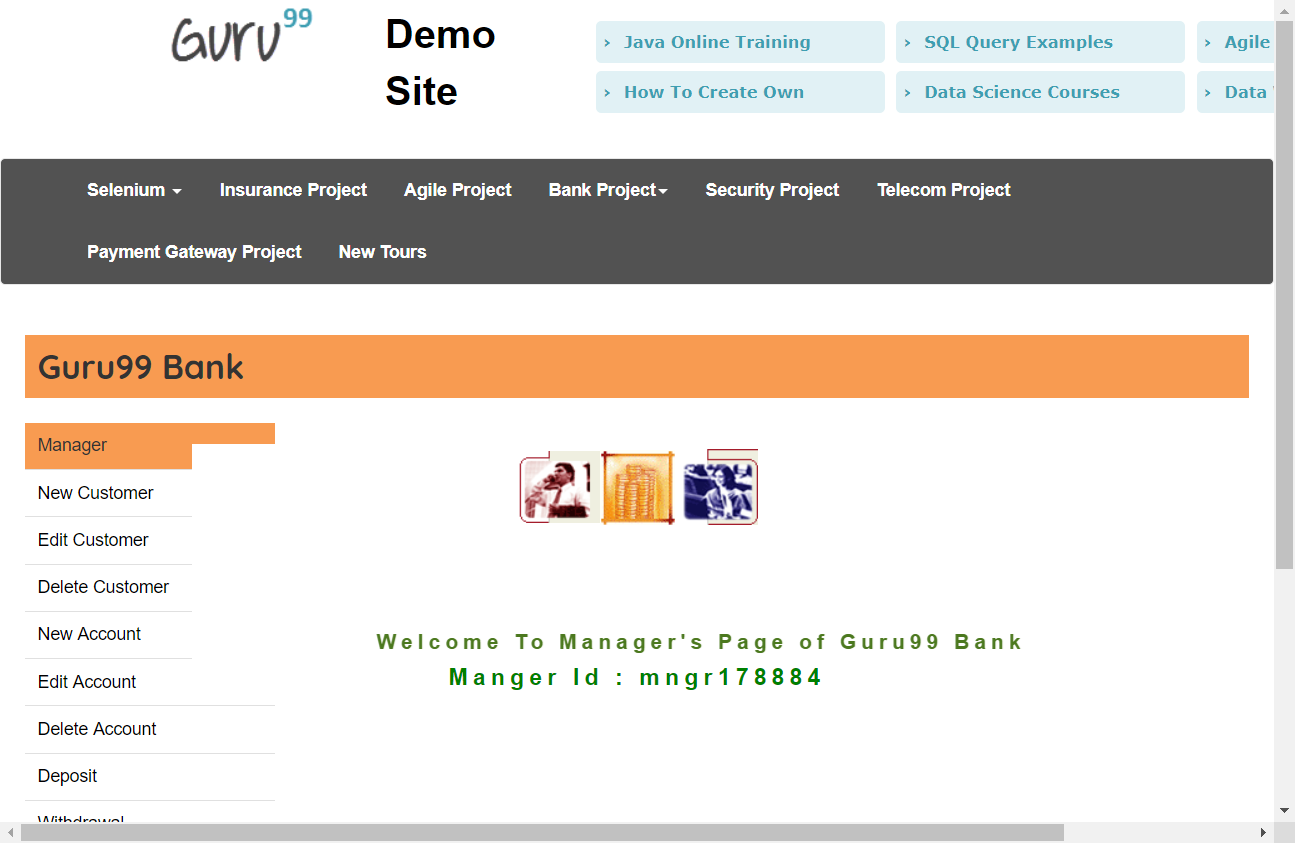 Guru99
Demo
Site
› Java Online Training
› SQL Query Examples
› Agile
› How To Create Own
› Data Science Courses
› Data
Selenium
Insurance Project
Agile Project
Bank Project
Security Project
Telecom Project
Payment Gateway Project
New Tours
Guru99 Bank
Manager
New Customer
Edit Customer
Delete Customer
New Account
Edit Account
Delete Account
Deposit
Withdrawal
Welcome To Manager's Page of Guru99 Bank
Manger Id : mngr178884